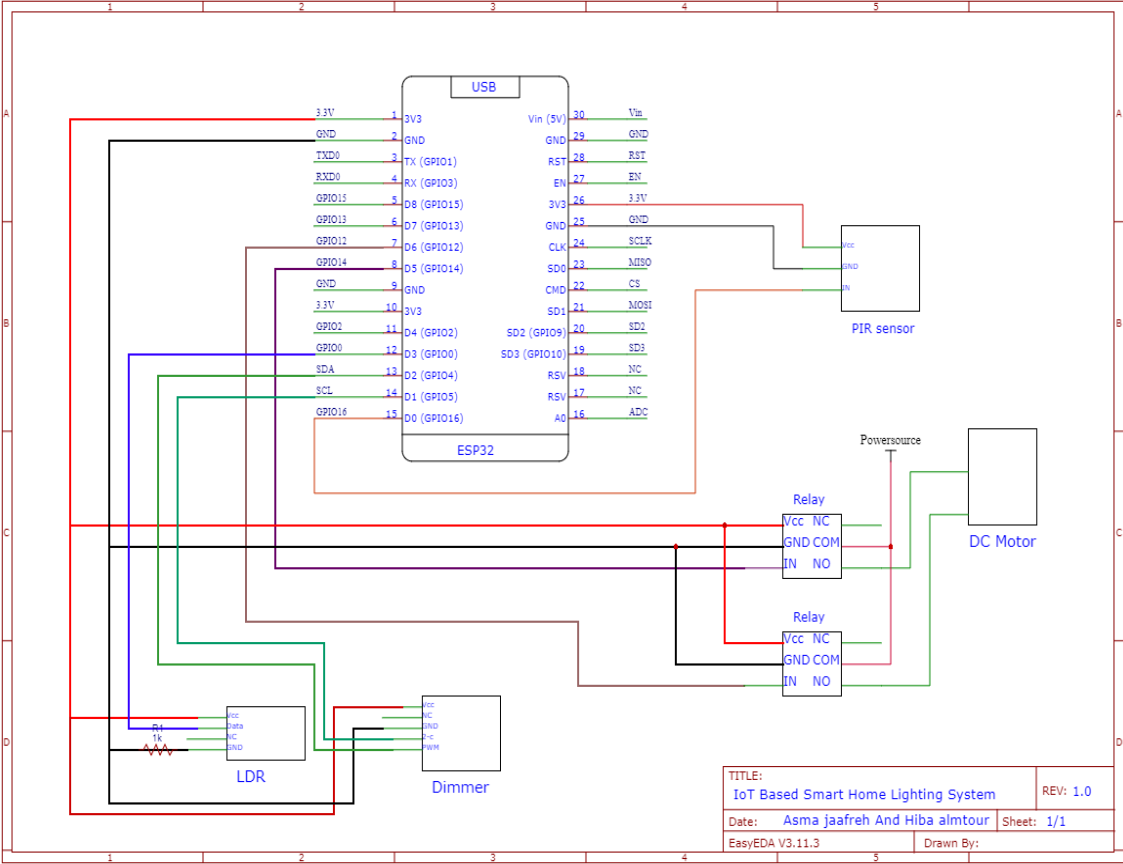 1 2 3 4 5
A A
B B
C C
D D
1 2 3 4 5
USB
3.3V 1 3V3
GND 2 GND
TXD0 3 TX (GPIO1)
RXD0 4 RX (GPIO3)
GPIO15 5 D8 (GPIO15)
GPIO13 6 D7 (GPIO13)
GPIO12 7 D6 (GPIO12)
GPIO14 8 D5 (GPIO14)
GND 9 GND
3.3V 10 3V3
GPIO2 11 D4 (GPIO2)
GPIO0 12 D3 (GPIO0)
SDA 13 D2 (GPIO4)
SCL 14 D1 (GPIO5)
GPIO16 15 D0 (GPIO16)
Vin (5V) 30 Vin
GND 29 GND
RST 28 RST
EN 27 EN
3V3 26 3.3V
GND 25 GND
CLK 24 SCLK
SD0 23 MISO
CMD 22 CS
SD1 21 MOSI
SD2 (GPIO9) 20 SD2
SD3 (GPIO10) 19 SD3
RSV 18 NC
RSV 17 NC
A0 16 ADC
ESP32
Vcc
GND
IN
PIR sensor
Powersource
DC Motor
Relay
Vcc NC
GND COM
IN NO
Relay
Vcc NC
GND COM
IN NO
R1
1k
Vcc
Data
NC
GND
LDR
Vcc
NC
GND
Z-c
PWM
Dimmer
TITLE:
IoT Based Smart Home Lighting System
REV: 1.0
Date: Asma jaafreh And Hiba almtour
Sheet: 1/1
EasyEDA V3.11.3
Drawn By: